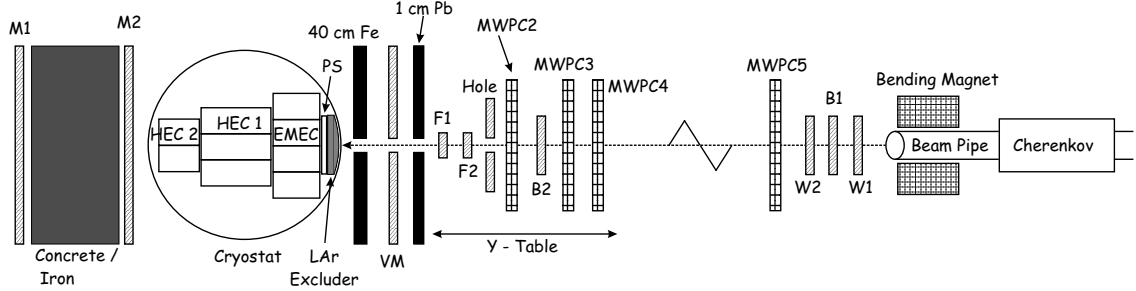 M1
M2
Concrete /
Iron
HEC 2
HEC 1
EMEC
PS
Cryostat
LAr
Excluder
40 cm Fe
VM
1 cm Pb
F1
F2
Hole
MWPC2
B2
MWPC3
MWPC4
Y - Table
MWPC5
W2
B1
W1
Bending Magnet
Beam Pipe
Cherenkov